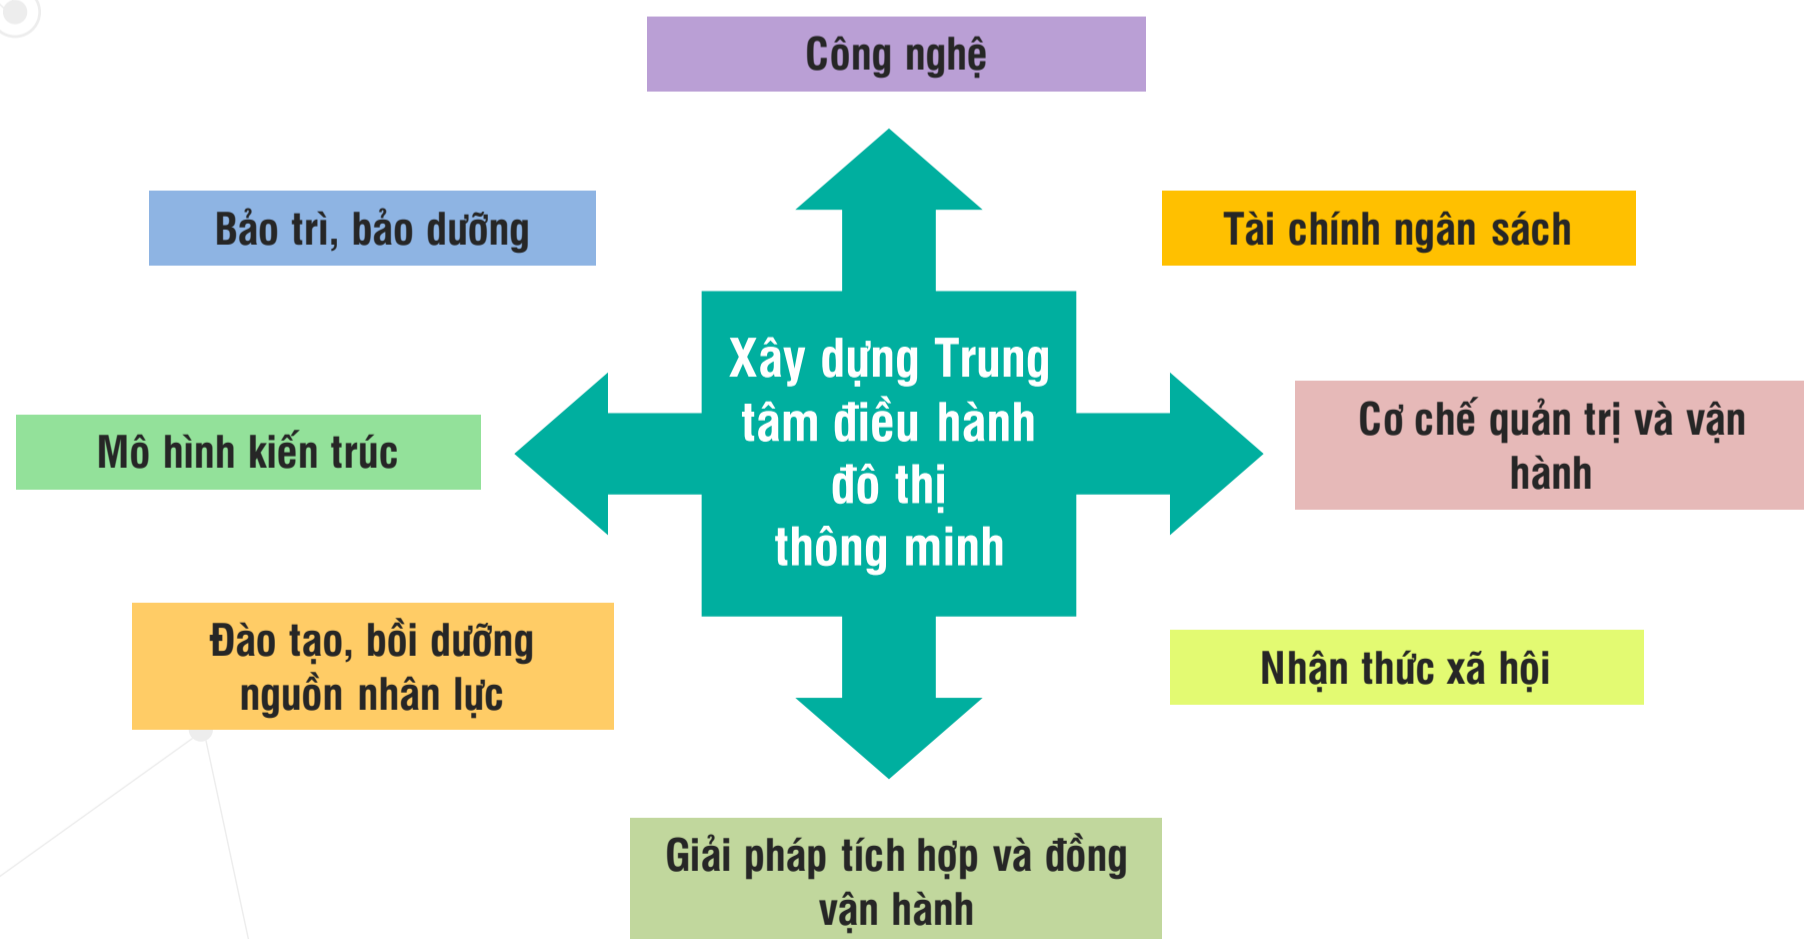 Công nghệ
Bảo trì, bảo dưỡng
Tài chính ngân sách
Xây dựng Trung
tâm điều hành
đô thị
thông minh
Mô hình kiến trúc
Cơ chế quản trị và vận
hành
Đào tạo, bồi dưỡng
nguồn nhân lực
Nhận thức xã hội
Giải pháp tích hợp và đồng
vận hành